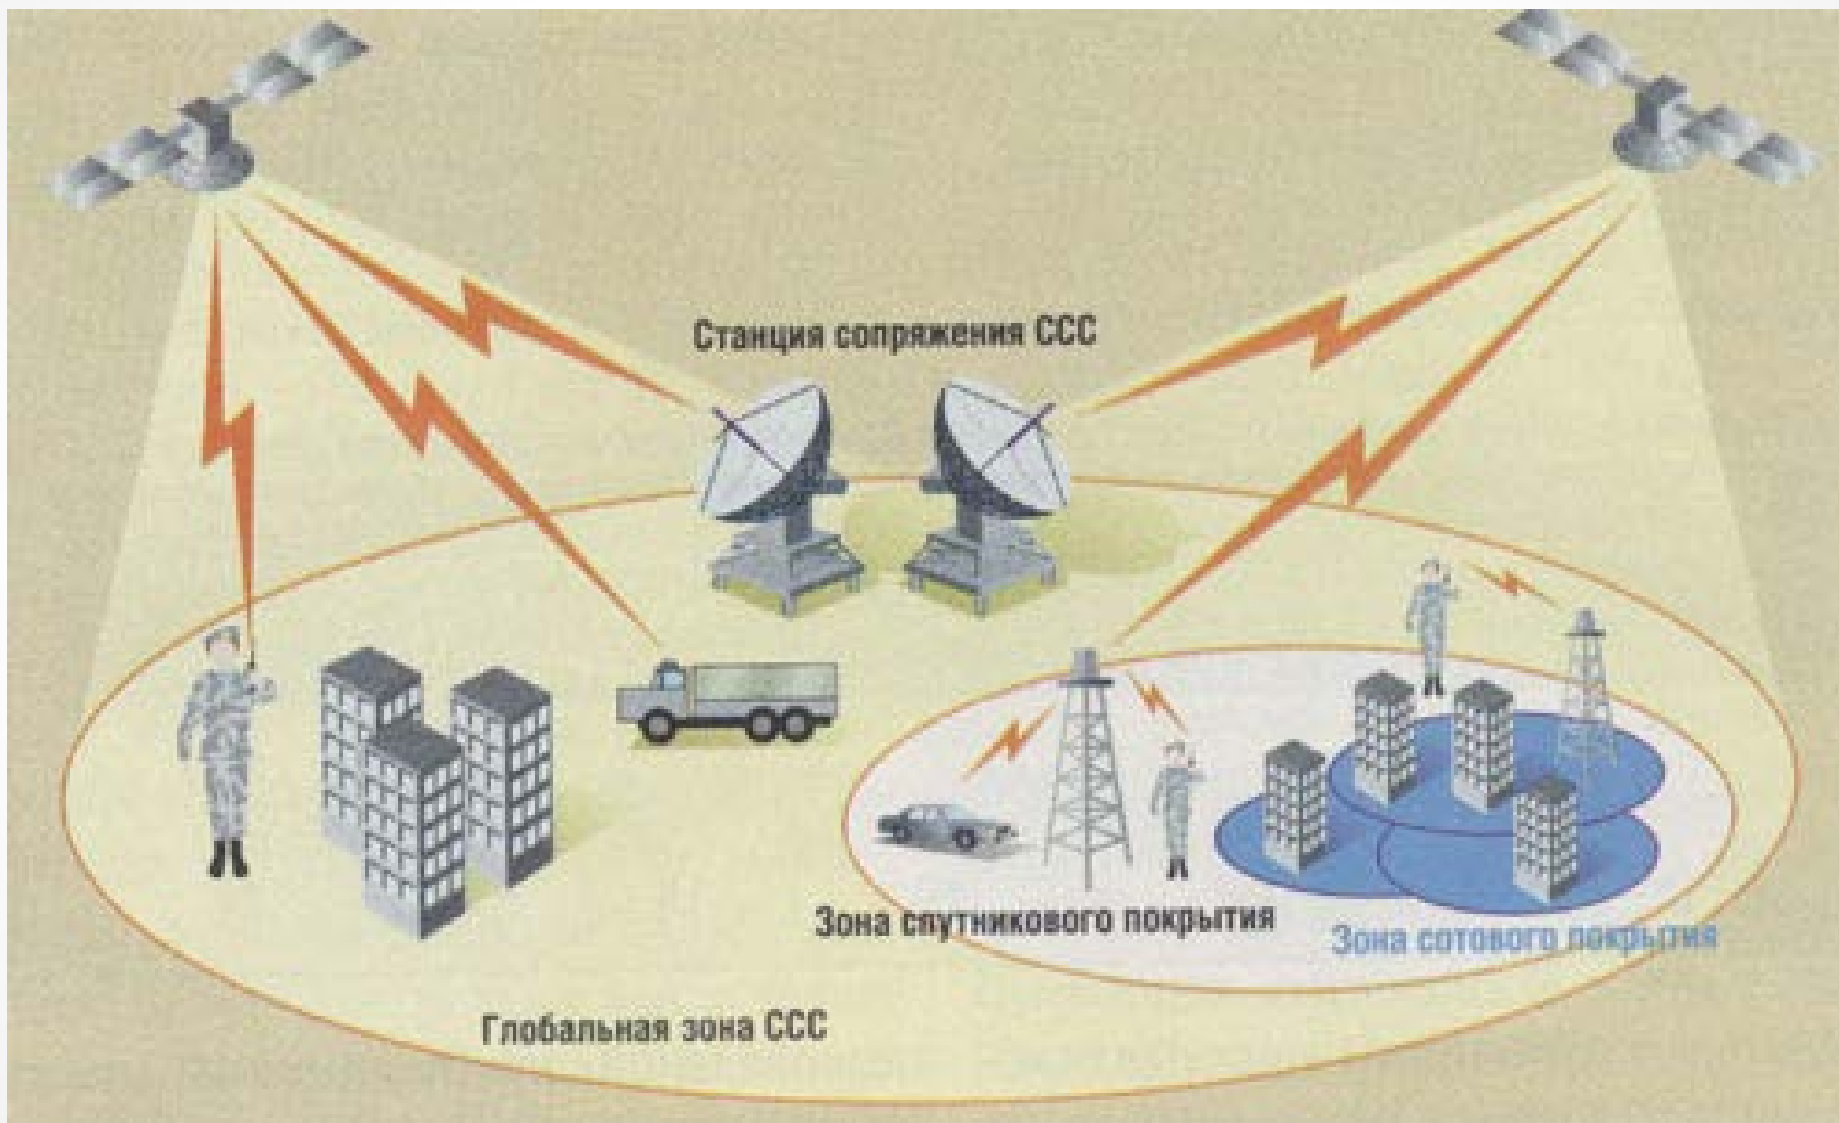 Станция сопряжения ССС
Зона спутникового покрытия
Зона сотового покрытия
Глобальная зона ССС